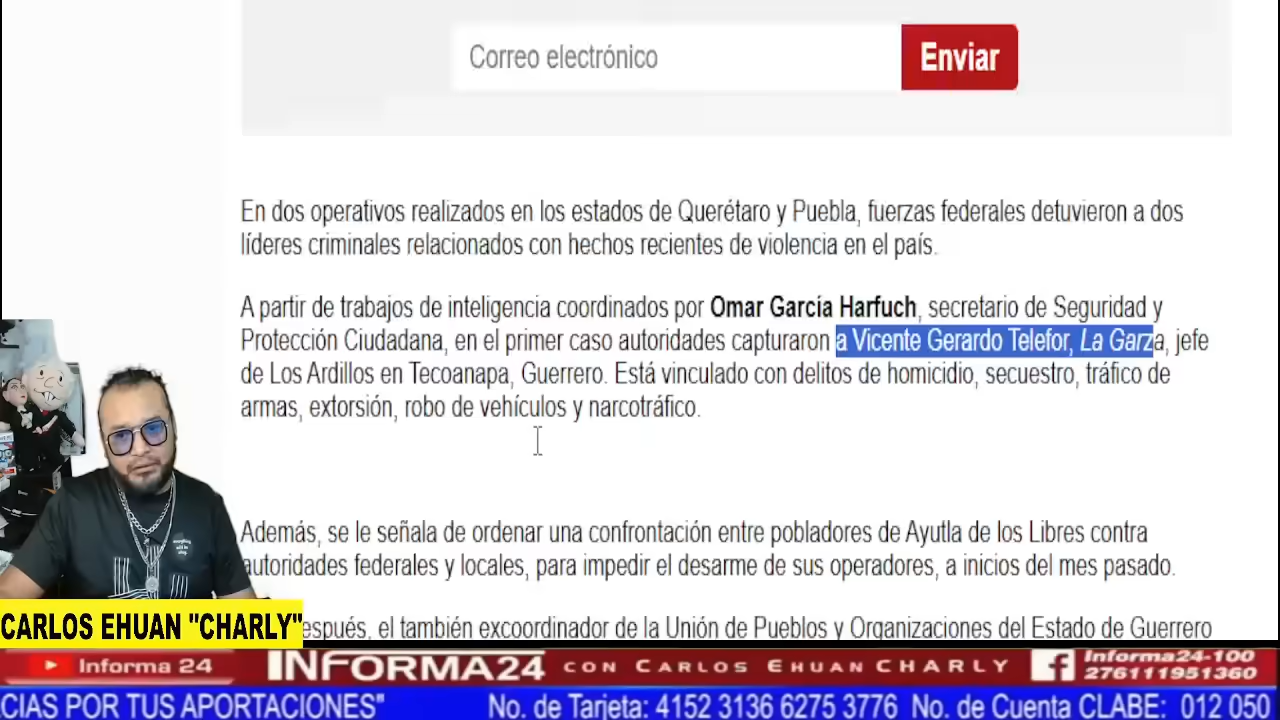 Correo electrónico
Enviar
En dos operativos realizados en los estados de Querétaro y Puebla, fuerzas federales detuvieron a dos
líderes criminales relacionados con hechos recientes de violencia en el país.
A partir de trabajos de inteligencia coordinados por Omar García Harfuch, secretario de Seguridad y
Protección Ciudadana, en el primer caso autoridades capturaron a Vicente Gerardo Telefor, La Garza, jefe
de Los Ardillos en Tecoanapa, Guerrero. Está vinculado con delitos de homicidio, secuestro, tráfico de
armas, extorsión, robo de vehículos y narcotráfico.
Además, se le señala de ordenar una confrontación entre pobladores de Ayutla de los Libres contra
autoridades federales y locales, para impedir el desarme de sus operadores, a inicios del mes pasado.
espués, el también excoordinador de la Unión de Pueblos y Organizaciones del Estado de Guerrero
CARLOS EHUAN "CHARLY"
Informa 24
INFORMA24 CON CARLOS EHUAN CHARLY
Informa24-100
276111951360
CIAS POR TUS APORTACIONES" No. de Tarjeta: 4152 3136 6275 3776 No. de Cuenta CLABE: 012 050